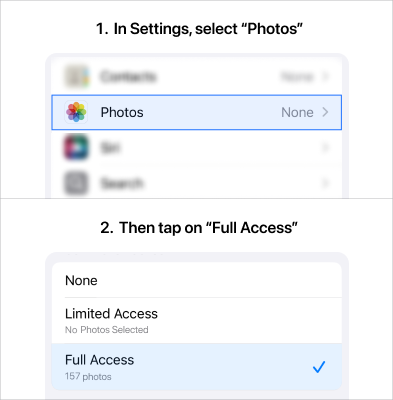 1. In Settings, select “Photos”
Contacts None
Photos None
Siri
Search
2. Then tap on “Full Access”
None
Limited Access
No Photos Selected
Full Access
157 photos